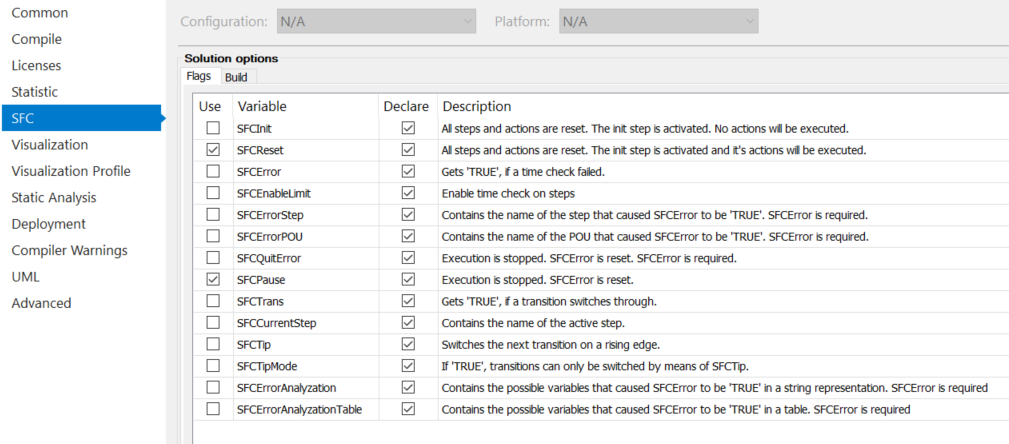 Common
Compile
Licenses
Statistic
SFC
Visualization
Visualization Profile
Static Analysis
Deployment
Compiler Warnings
UML
Advanced
Configuration: N/A Platform: N/A
Solution options
Flags Build
Use Variable Declare Description
SFCInit All steps and actions are reset. The init step is activated. No actions will be executed.
SFCReset All steps and actions are reset. The init step is activated and it's actions will be executed.
SFCError Gets 'TRUE', if a time check failed.
SFCEnableLimit Enable time check on steps
SFCErrorStep Contains the name of the step that caused SFCError to be 'TRUE'. SFCError is required.
SFCErrorPOU Contains the name of the POU that caused SFCError to be 'TRUE'. SFCError is required.
SFCQuitError Execution is stopped. SFCError is reset. SFCError is required.
SFCPause Execution is stopped. SFCError is reset.
SFCTrans Gets 'TRUE', if a transition switches through.
SFCCurrentStep Contains the name of the active step.
SFCTip Switches the next transition on a rising edge.
SFCTipMode If 'TRUE', transitions can only be switched by means of SFCTip.
SFCErrorAnalyzation Contains the possible variables that caused SFCError to be 'TRUE' in a string representation. SFCError is required
SFCErrorAnalyzationTable Contains the possible variables that caused SFCError to be 'TRUE' in a table. SFCError is required